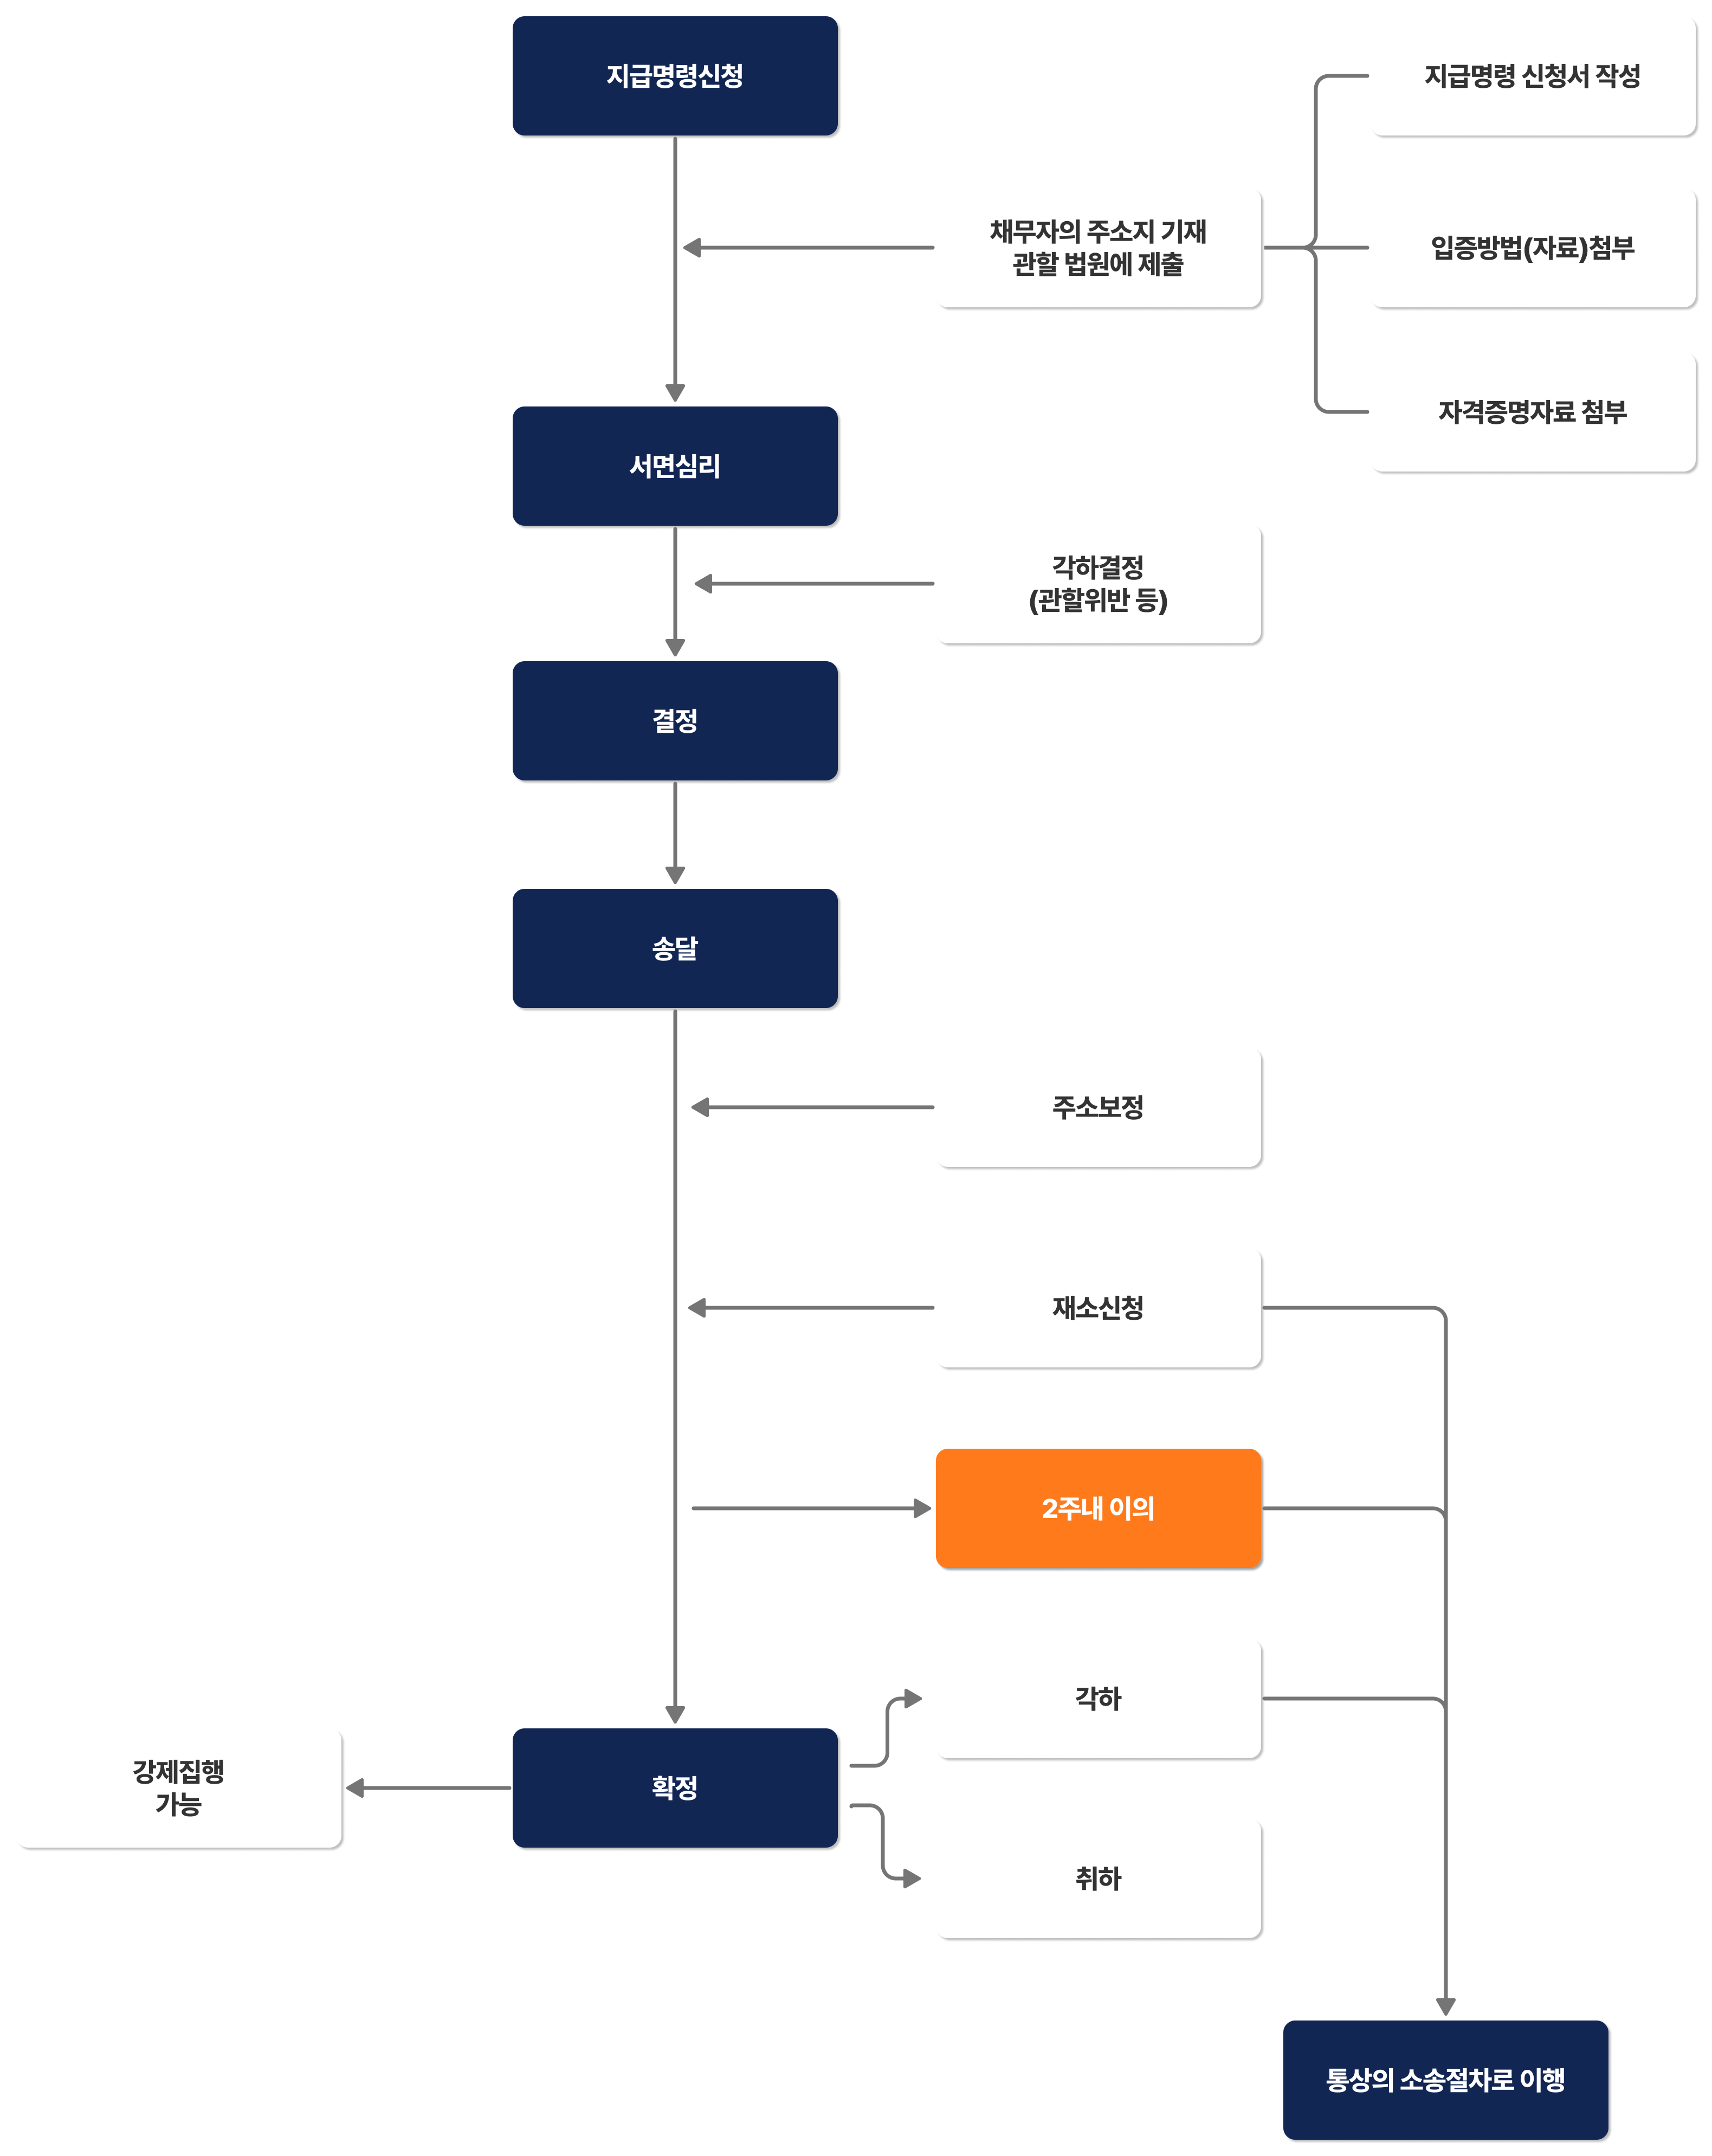 지급명령신청
지급명령 신청서 작성
채무자의 주소지 기재
관할 법원에 제출
입증방법(자료)첨부
자격증명자료 첨부
서면심리
각하결정
(관할위반 등)
결정
송달
주소보정
재소신청
2주내 이의
각하
강제집행
가능
확정
취하
통상의 소송절차로 이행